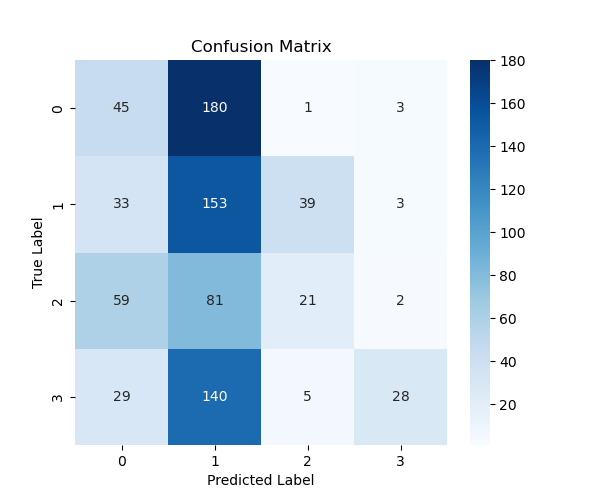 Confusion Matrix
True Label
0 45 180 1 3
1 33 153 39 3
2 59 81 21 2
3 29 140 5 28
0 1 2 3
Predicted Label
180
160
140
120
100
80
60
40
20